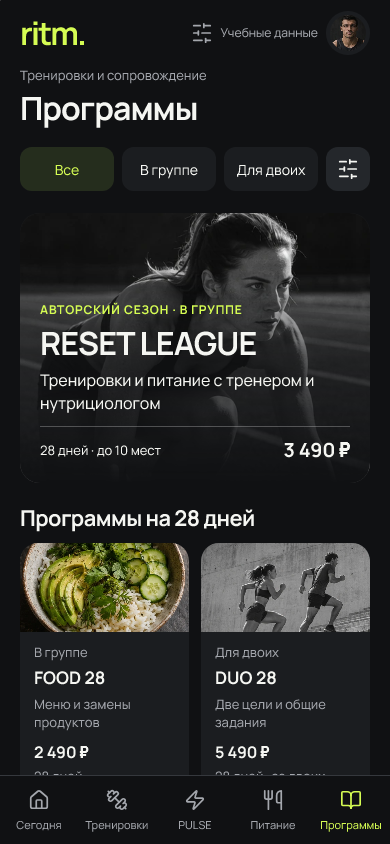 ritm.
Учебные данные
Тренировки и сопровождение
Программы
Все
В группе
Для двоих
АВТОРСКИЙ СЕЗОН · В ГРУППЕ
RESET LEAGUE
Тренировки и питание с тренером и
нутрициологом
28 дней · до 10 мест
3 490 ₽
Программы на 28 дней
В группе
FOOD 28
Меню и замены
продуктов
2 490 ₽
Для двоих
DUO 28
Две цели и общие
задания
5 490 ₽
Сегодня
Тренировки
PULSE
Питание
Программы